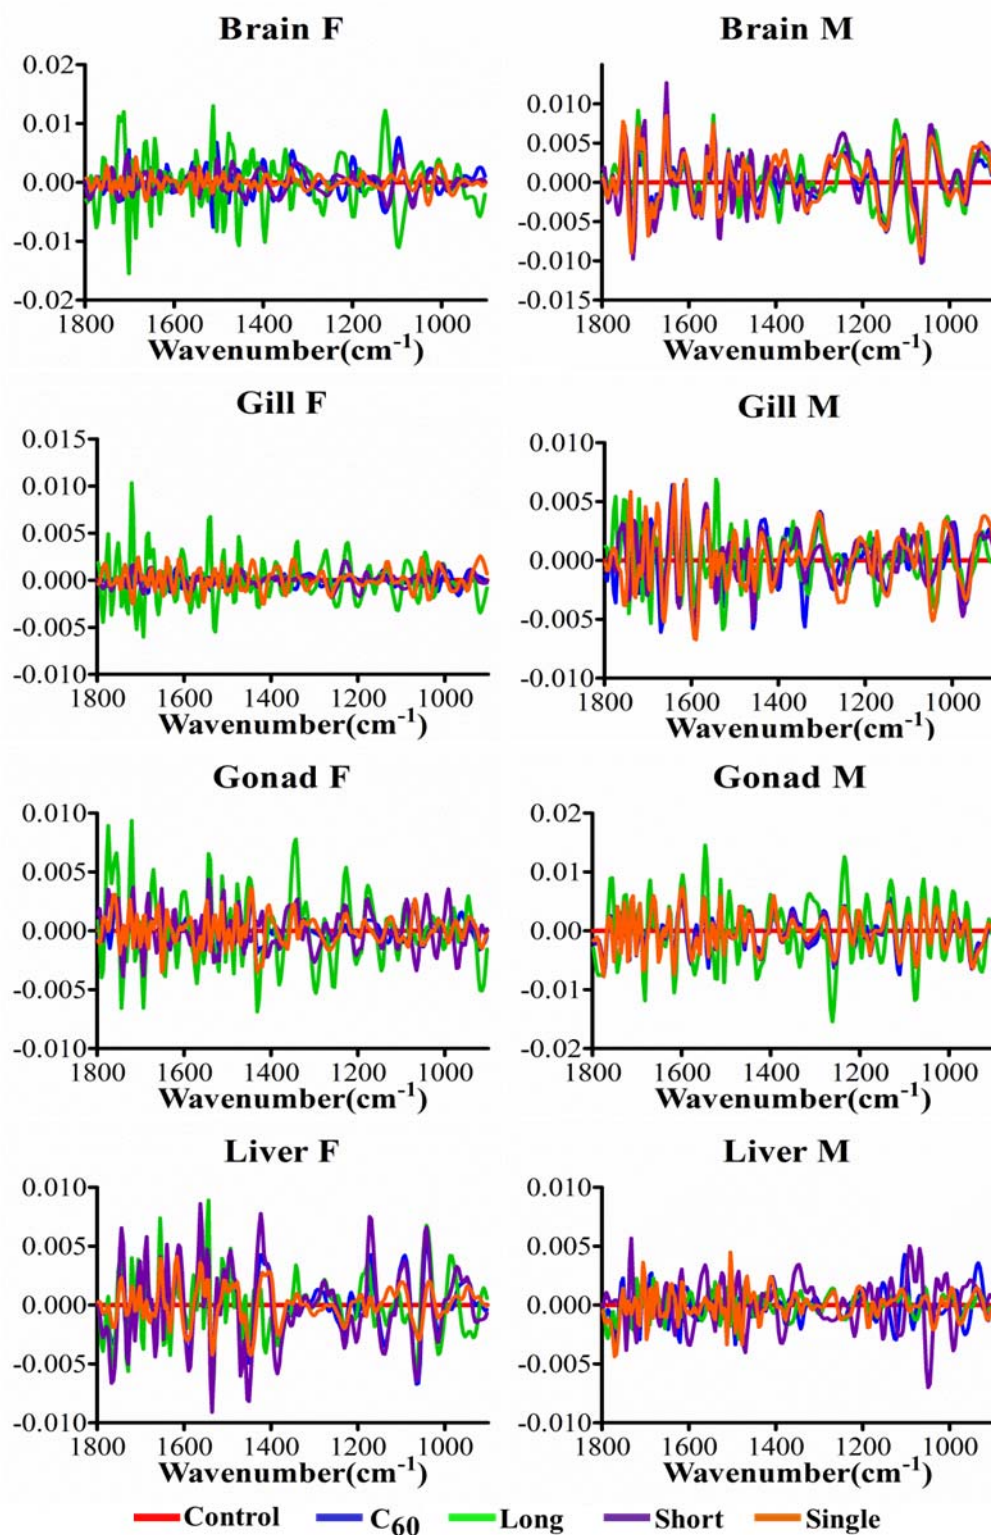 Brain F
0.02
0.01
0.00
-0.01
-0.02
1800 1600 1400 1200 1000
Wavenumber(cm⁻¹)
Brain M
0.010
0.005
0.000
-0.005
-0.010
-0.015
1800 1600 1400 1200 1000
Wavenumber(cm⁻¹)
Gill F
0.015
0.010
0.005
0.000
-0.005
-0.010
1800 1600 1400 1200 1000
Wavenumber(cm⁻¹)
Gill M
0.010
0.005
0.000
-0.005
-0.010
1800 1600 1400 1200 1000
Wavenumber(cm⁻¹)
Gonad F
0.010
0.005
0.000
-0.005
-0.010
1800 1600 1400 1200 1000
Wavenumber(cm⁻¹)
Gonad M
0.02
0.01
0.00
-0.01
-0.02
1800 1600 1400 1200 1000
Wavenumber(cm⁻¹)
Liver F
0.010
0.005
0.000
-0.005
-0.010
1800 1600 1400 1200 1000
Wavenumber(cm⁻¹)
Liver M
0.010
0.005
0.000
-0.005
-0.010
1800 1600 1400 1200 1000
Wavenumber(cm⁻¹)
Control C₆₀ Long Short Single